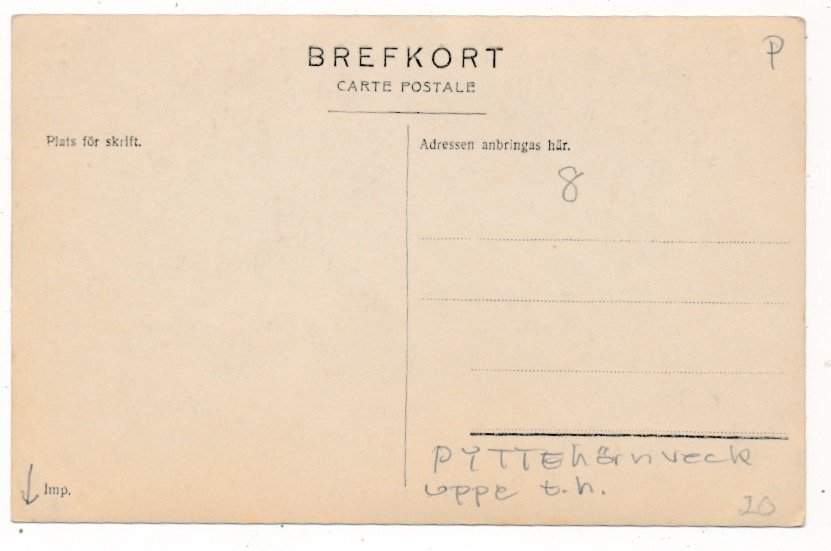 BREFKORT
CARTE POSTALE
P
Plats för skrift.
Adressen anbringas här.
8
PYTTEhörnveck
uppe t.h.
Imp.
20